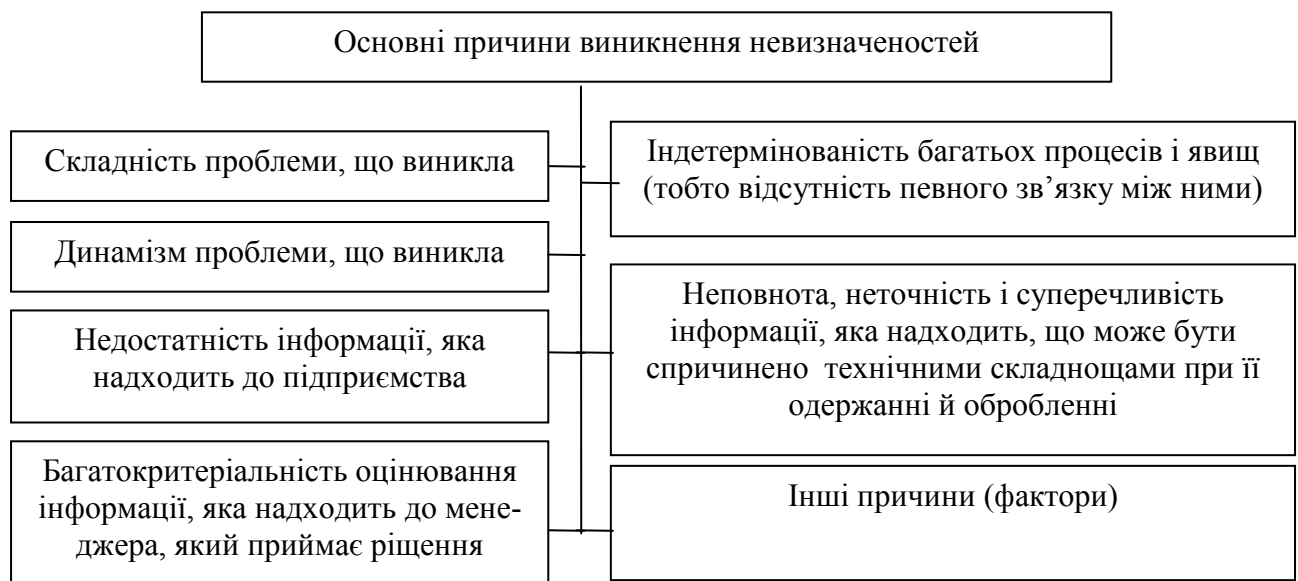 Основні причини виникнення невизначеностей
Складність проблеми, що виникла
Динамізм проблеми, що виникла
Недостатність інформації, яка
надходить до підприємства
Багатокритеріальність оцінювання
інформації, яка надходить до мене-
джера, який приймає ріщення
Індетермінованість багатьох процесів і явищ
(тобто відсутність певного зв’язку між ними)
Неповнота, неточність і суперечливість
інформації, яка надходить, що може бути
спричинено технічними складнощами при її
одержанні й обробленні
Інші причини (фактори)